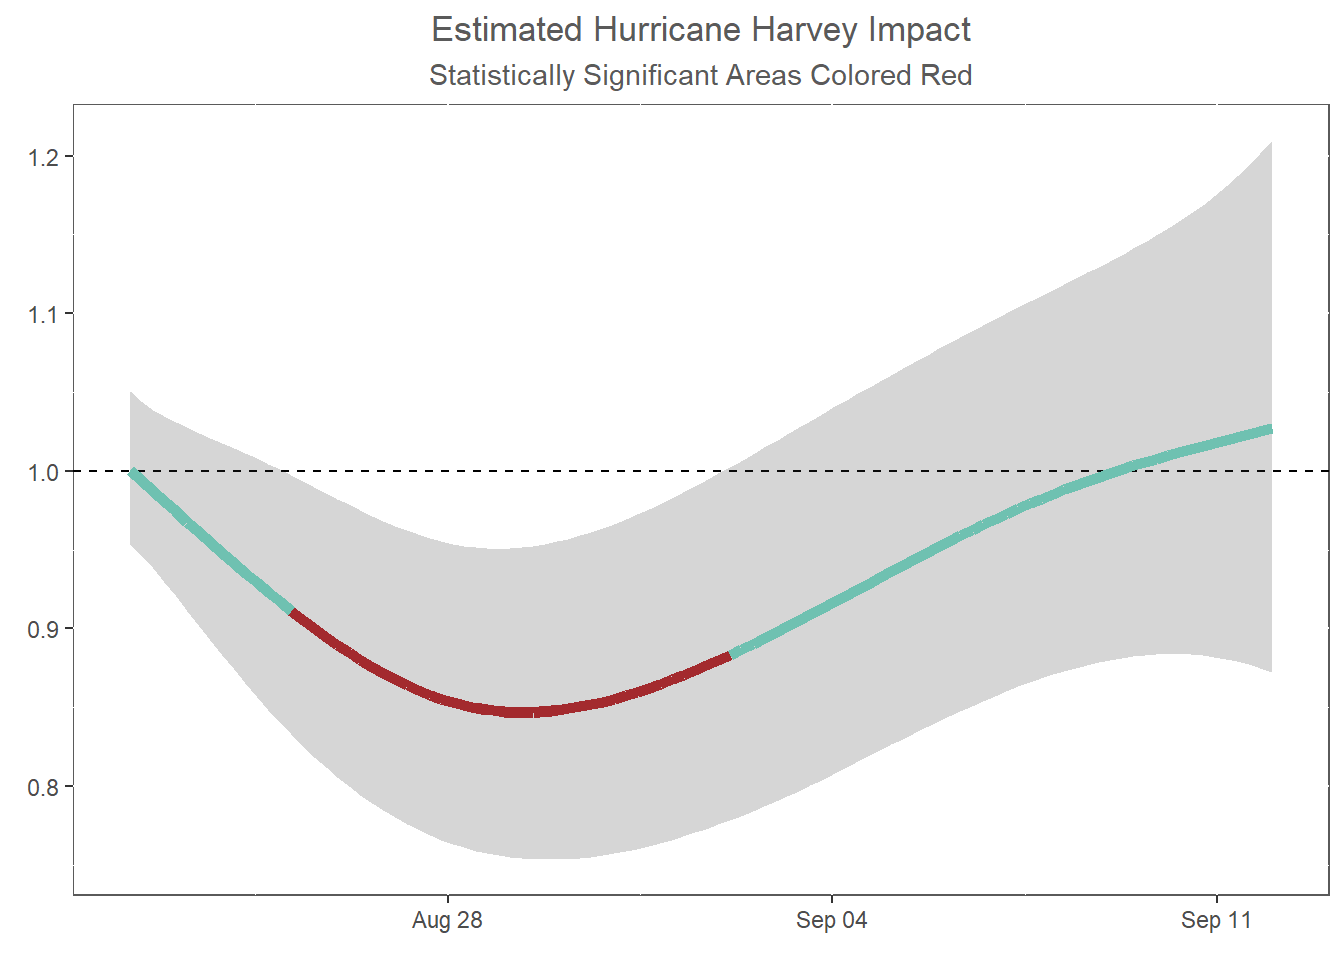 Estimated Hurricane Harvey Impact
Statistically Significant Areas Colored Red
1.2
1.1
1.0
0.9
0.8
Aug 28
Sep 04
Sep 11